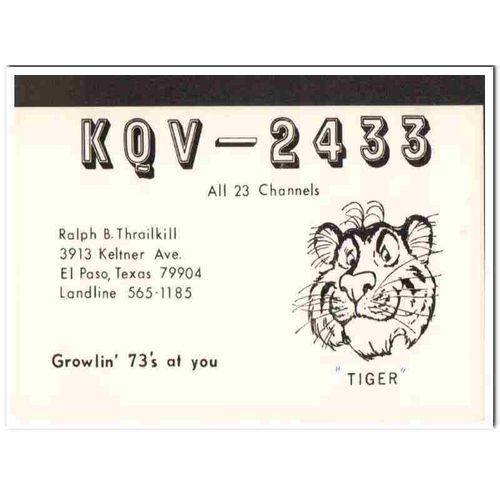 KQV-2433
All 23 Channels
Ralph B. Thrailkill
3913 Keltner Ave.
El Paso, Texas 79904
Landline 565-1185
Growlin' 73's at you
"TIGER"